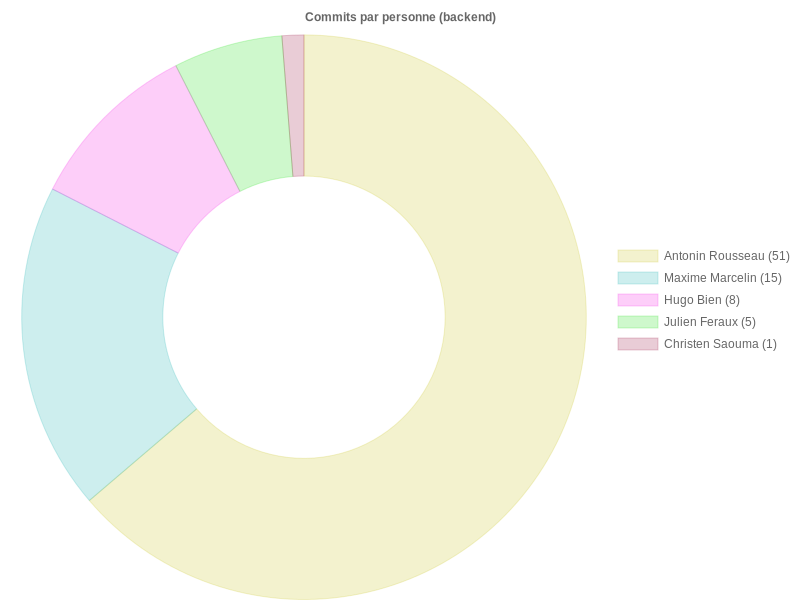 Commits par personne (backend)
Antonin Rousseau (51)
Maxime Marcelin (15)
Hugo Bien (8)
Julien Feraux (5)
Christen Saouma (1)